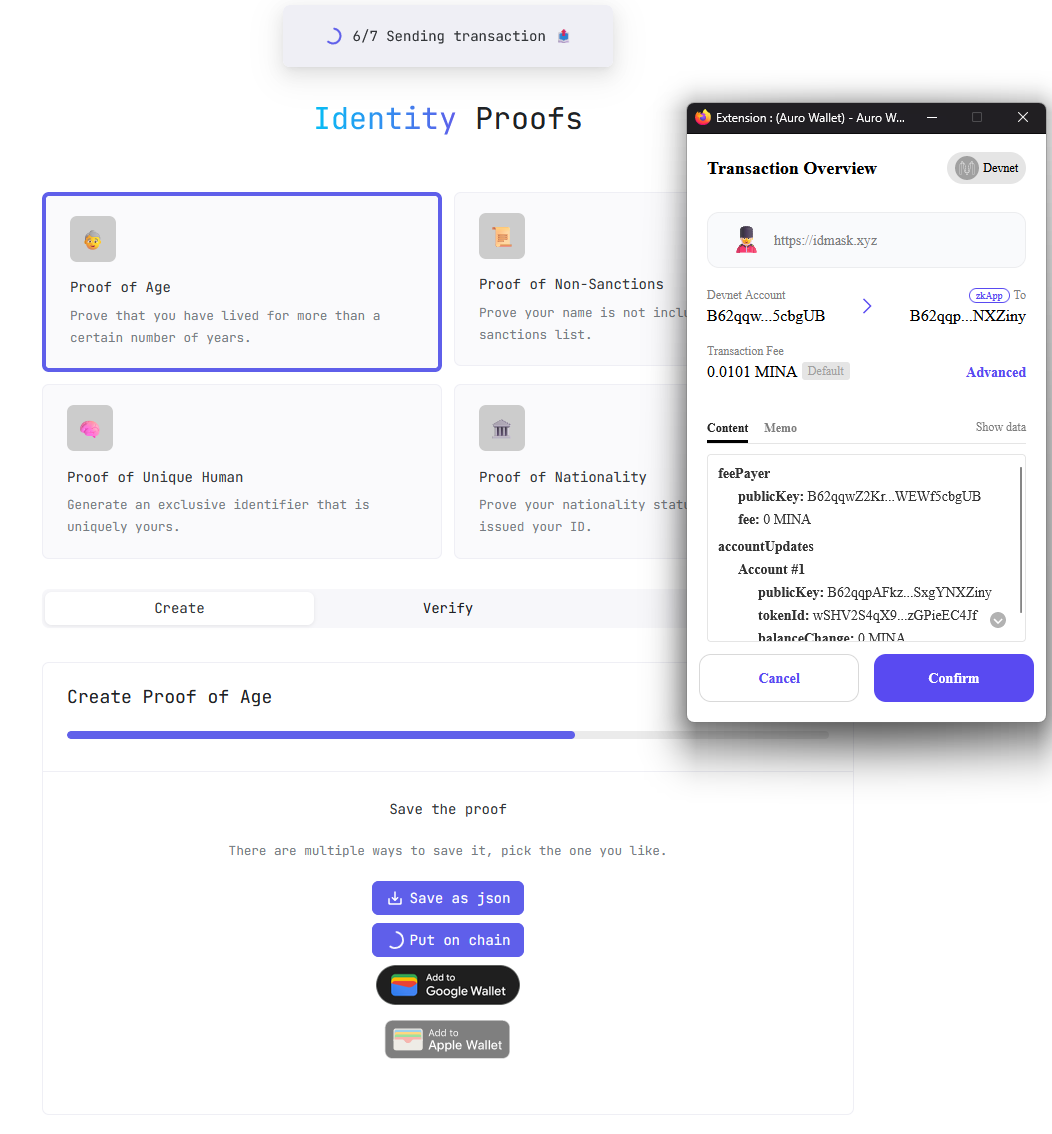 6/7 Sending transaction
Identity Proofs
Proof of Age
Prove that you have lived for more than a
certain number of years.
Proof of Non-Sanctions
Prove your name is not
sanctions list.
Proof of Unique Human
Generate an exclusive identifier that is
uniquely yours.
Proof of Nationality
Prove your nationality
issued your ID.
Create
Verify
Create Proof of Age
Save the proof
There are multiple ways to save it, pick the one you like.
Save as json
Put on chain
Add to
Google Wallet
Add to
Apple Wallet
Extension : (Auro Wallet) - Auro W...
Transaction Overview
Devnet
https://idmask.xyz
Devnet Account
zkApp To
B62qqw...5cbgUB
B62qqp...NXZiny
Transaction Fee
0.0101 MINA Default
Advanced
Content
Memo
Show data
feePayer
publicKey: B62qqwZ2Kr...WEWf5cbgUB
fee: 0 MINA
accountUpdates
Account #1
publicKey: B62qqpAFkz...SxgYNXZiny
tokenId: wSHV2S4qX9...zGPieEC4Jf
balanceChange: 0 MINA
Cancel
Confirm